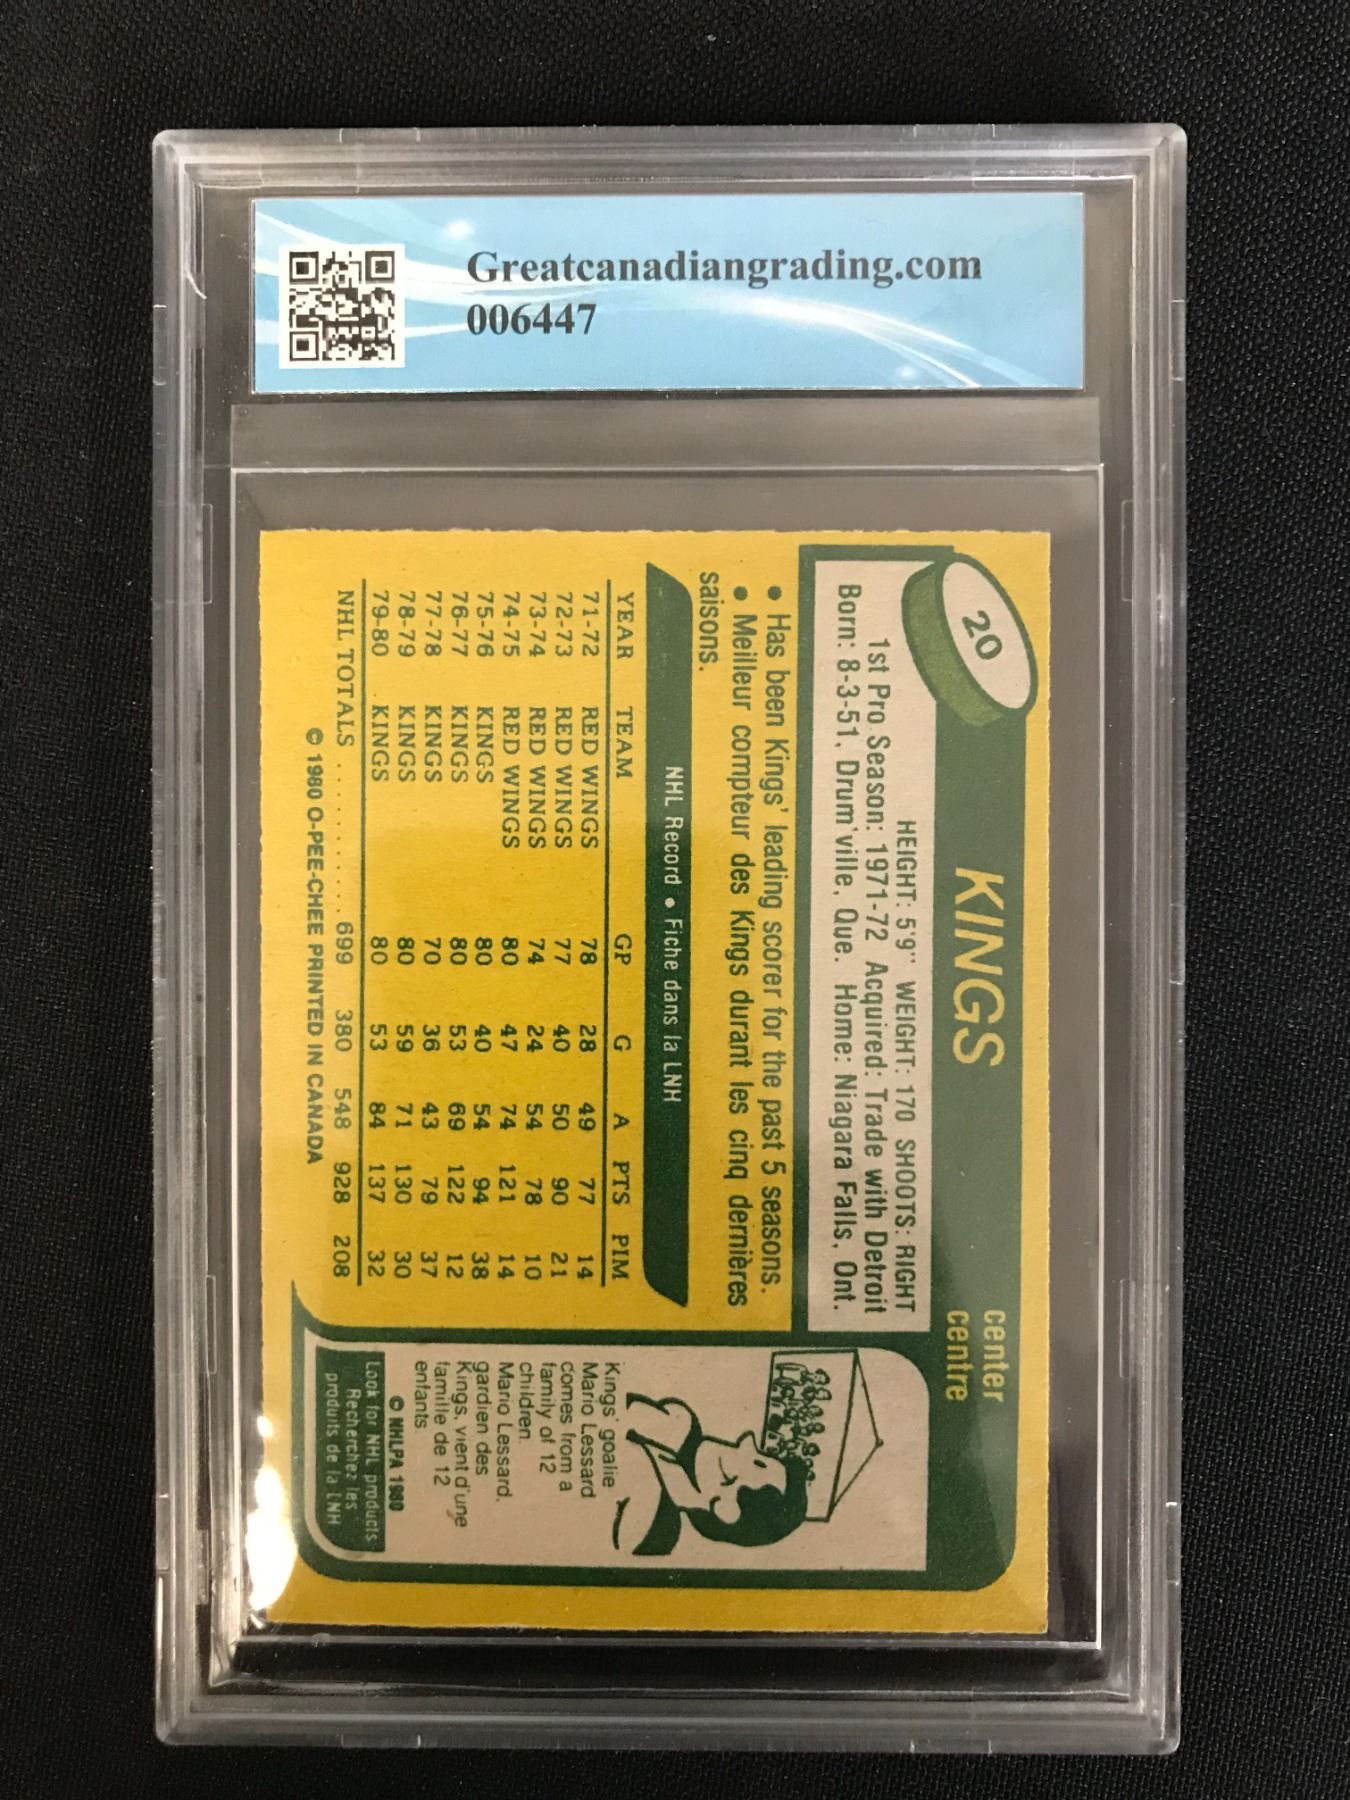 Greatcanadiangrading.com
006447
20
KINGS
center
centre
HEIGHT: 5'9" WEIGHT: 170 SHOOTS: RIGHT
1st Pro Season: 1971-72 Acquired: Trade with Detroit
Born: 8-3-51, Drum'ville, Que. Home: Niagara Falls, Ont.
• Has been Kings' leading scorer for the past 5 seasons.
• Meilleur compteur des Kings durant les cinq dernières
saisons.
NHL Record • Fiche dans la LNH
YEAR TEAM GP G A PTS PIM
71-72 RED WINGS 78 28 49 77 14
72-73 RED WINGS 77 40 50 90 21
73-74 RED WINGS 74 24 54 78 10
74-75 RED WINGS 80 47 74 121 14
75-76 KINGS 80 40 54 94 38
76-77 KINGS 80 53 69 122 12
77-78 KINGS 70 36 43 79 37
78-79 KINGS 80 59 71 130 30
79-80 KINGS 80 53 84 137 32
NHL TOTALS .......... 699 380 548 928 208
© 1980 O-PEE-CHEE PRINTED IN CANADA
Kings' goalie
Mario Lessard
comes from a
family of 12
children.
Mario Lessard,
gardien des
Kings, vient d'une
famille de 12
enfants.
© NHLPA 1980
Look for NHL products
Recherchez les
produits de la LNH